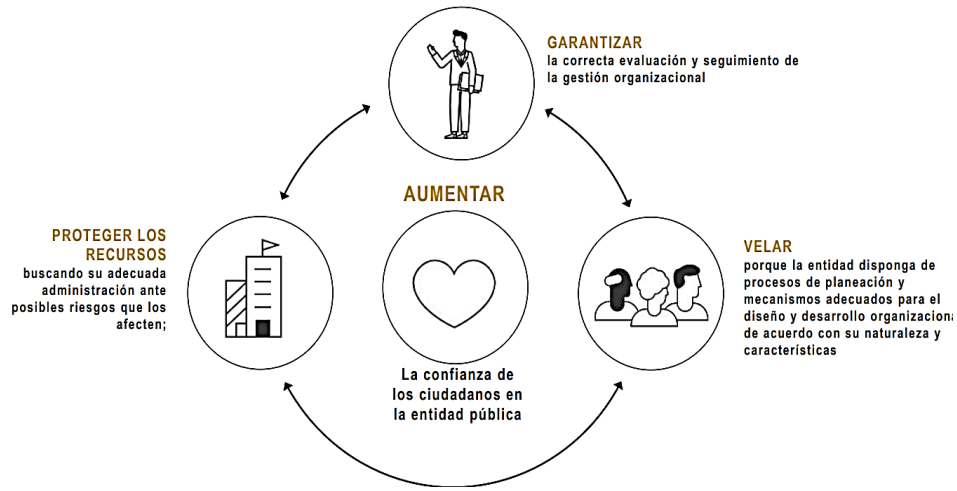 GARANTIZAR
la correcta evaluación y seguimiento de
la gestión organizacional
AUMENTAR
La confianza de
los ciudadanos en
la entidad pública
PROTEGER LOS
RECURSOS
buscando su adecuada
administración ante
posibles riesgos que los
afecten;
VELAR
porque la entidad disponga de
procesos de planeación y
mecanismos adecuados para el
diseño y desarrollo organizaciona
de acuerdo con su naturaleza y
características